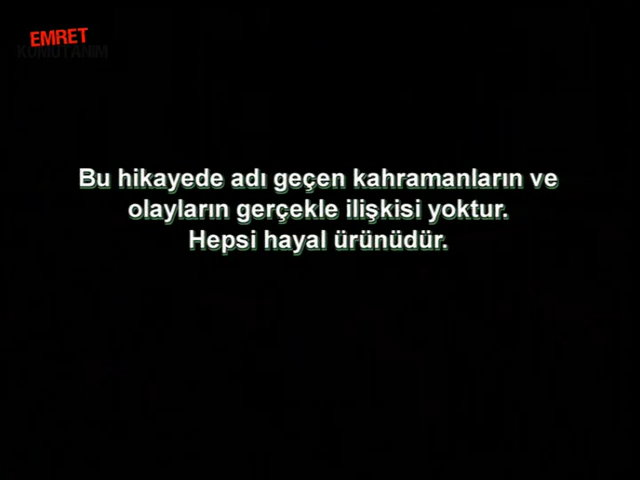 EMRET
KOMUTANIM
Bu hikayede adı geçen kahramanların ve
olayların gerçekle ilişkisi yoktur.
Hepsi hayal ürünüdür.